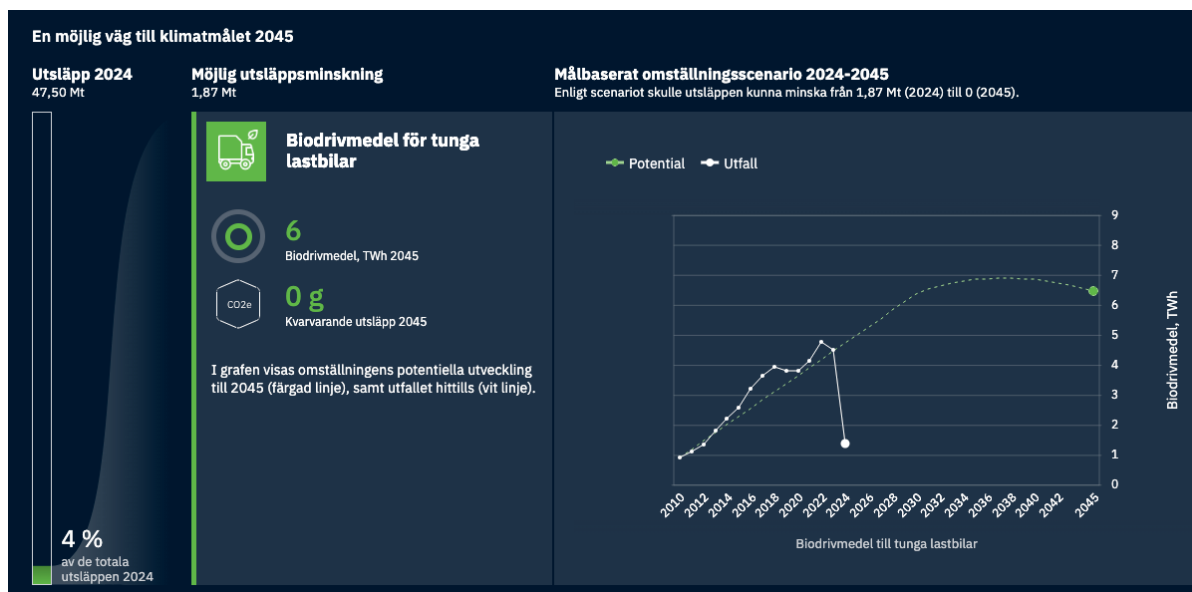 En möjlig väg till klimatmålet 2045
Utsläpp 2024
47,50 Mt
Möjlig utsläppsminskning
1,87 Mt
Målbaserat omställningsscenario 2024-2045
Enligt scenariot skulle utsläppen kunna minska från 1,87 Mt (2024) till 0 (2045).
Biodrivmedel för tunga
lastbilar
6
Biodrivmedel, TWh 2045
CO2e
0 g
Kvarvarande utsläpp 2045
I grafen visas omställningens potentiella utveckling
till 2045 (färgad linje), samt utfallet hittills (vit linje).
4 %
av de totala
utsläppen 2024
Potential
Utfall
9
8
7
6
5
4
3
2
1
0
Biodrivmedel, TWh
2010
2012
2014
2016
2018
2020
2022
2024
2026
2028
2030
2032
2034
2036
2038
2040
2042
2045
Biodrivmedel till tunga lastbilar